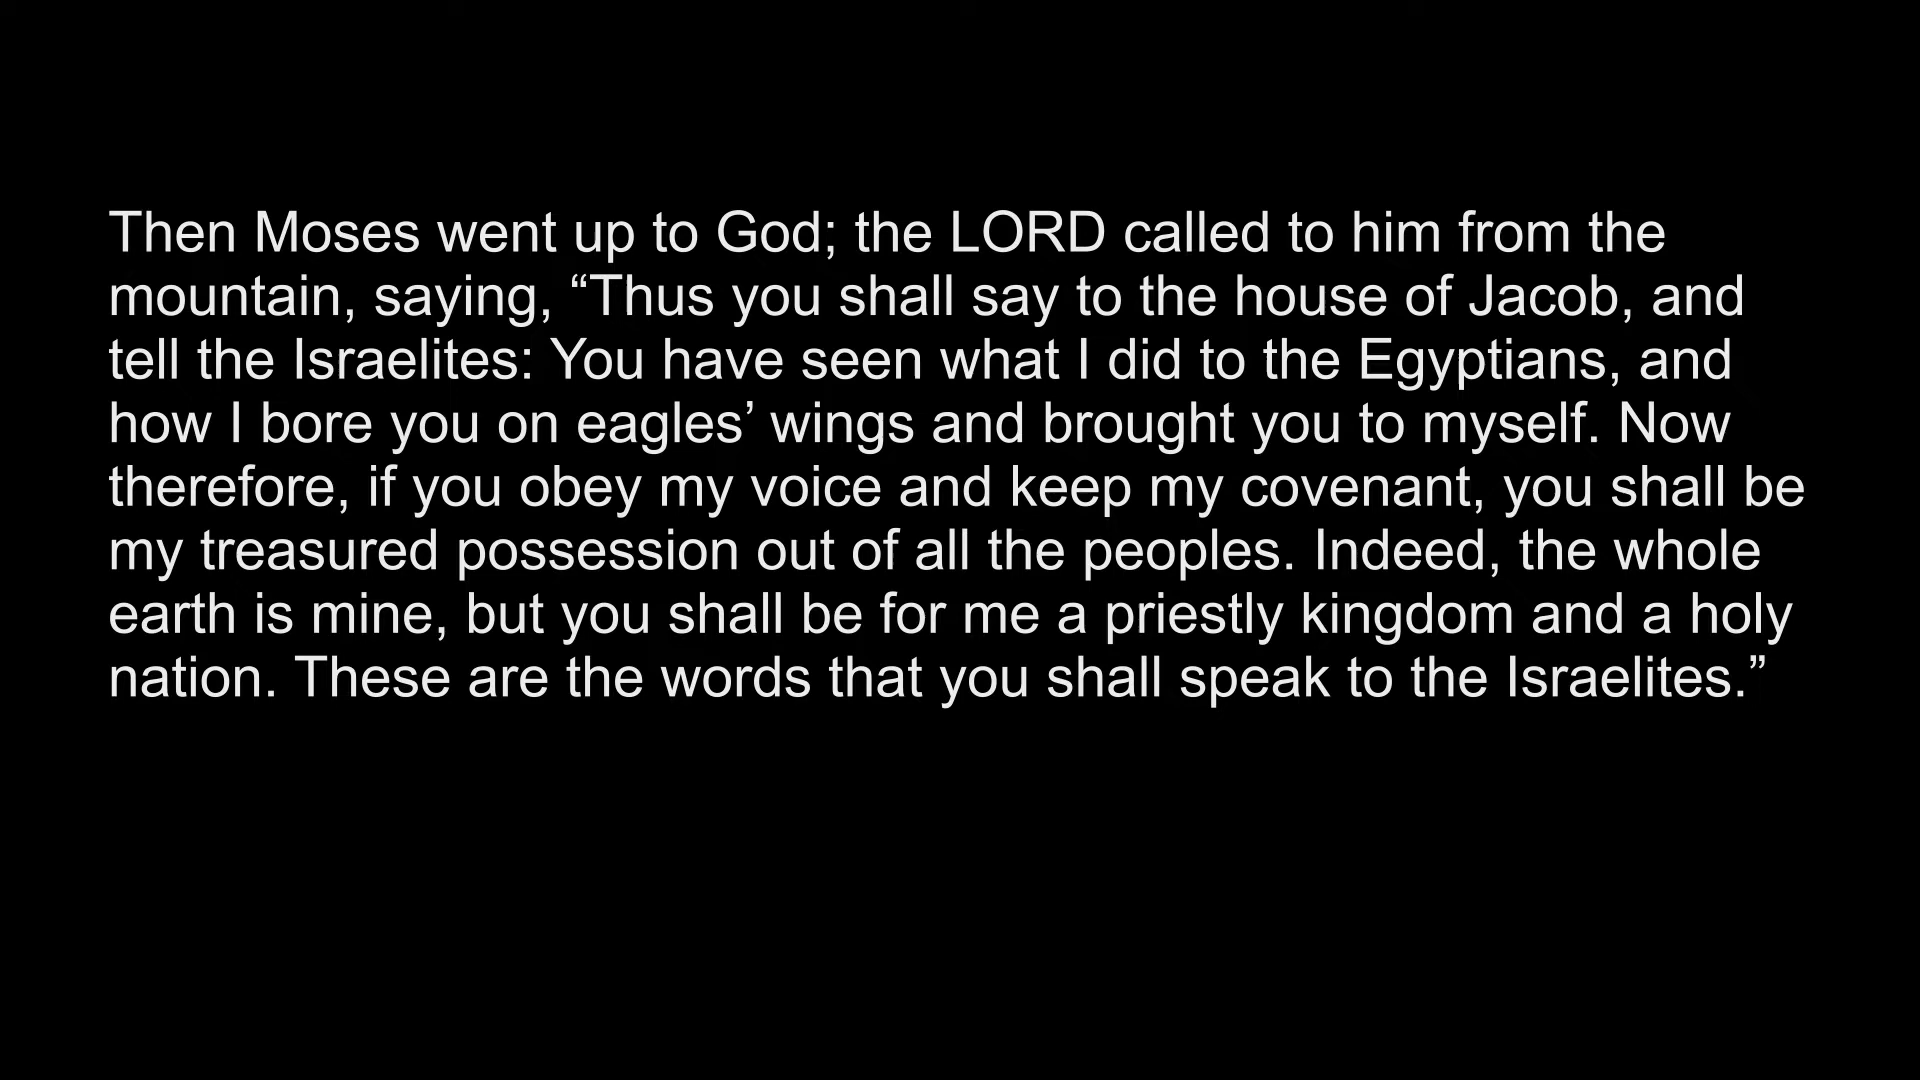 Then Moses went up to God; the LORD called to him from the
mountain, saying, “Thus you shall say to the house of Jacob, and
tell the Israelites: You have seen what I did to the Egyptians, and
how I bore you on eagles’ wings and brought you to myself. Now
therefore, if you obey my voice and keep my covenant, you shall be
my treasured possession out of all the peoples. Indeed, the whole
earth is mine, but you shall be for me a priestly kingdom and a holy
nation. These are the words that you shall speak to the Israelites.”